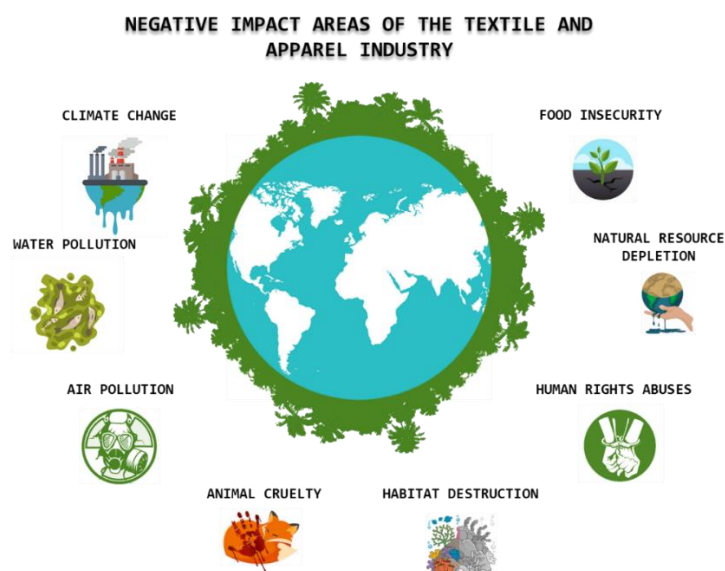 NEGATIVE IMPACT AREAS OF THE TEXTILE AND
APPAREL INDUSTRY
CLIMATE CHANGE
FOOD INSECURITY
WATER POLLUTION
NATURAL RESOURCE
DEPLETION
AIR POLLUTION
HUMAN RIGHTS ABUSES
ANIMAL CRUELTY
HABITAT DESTRUCTION